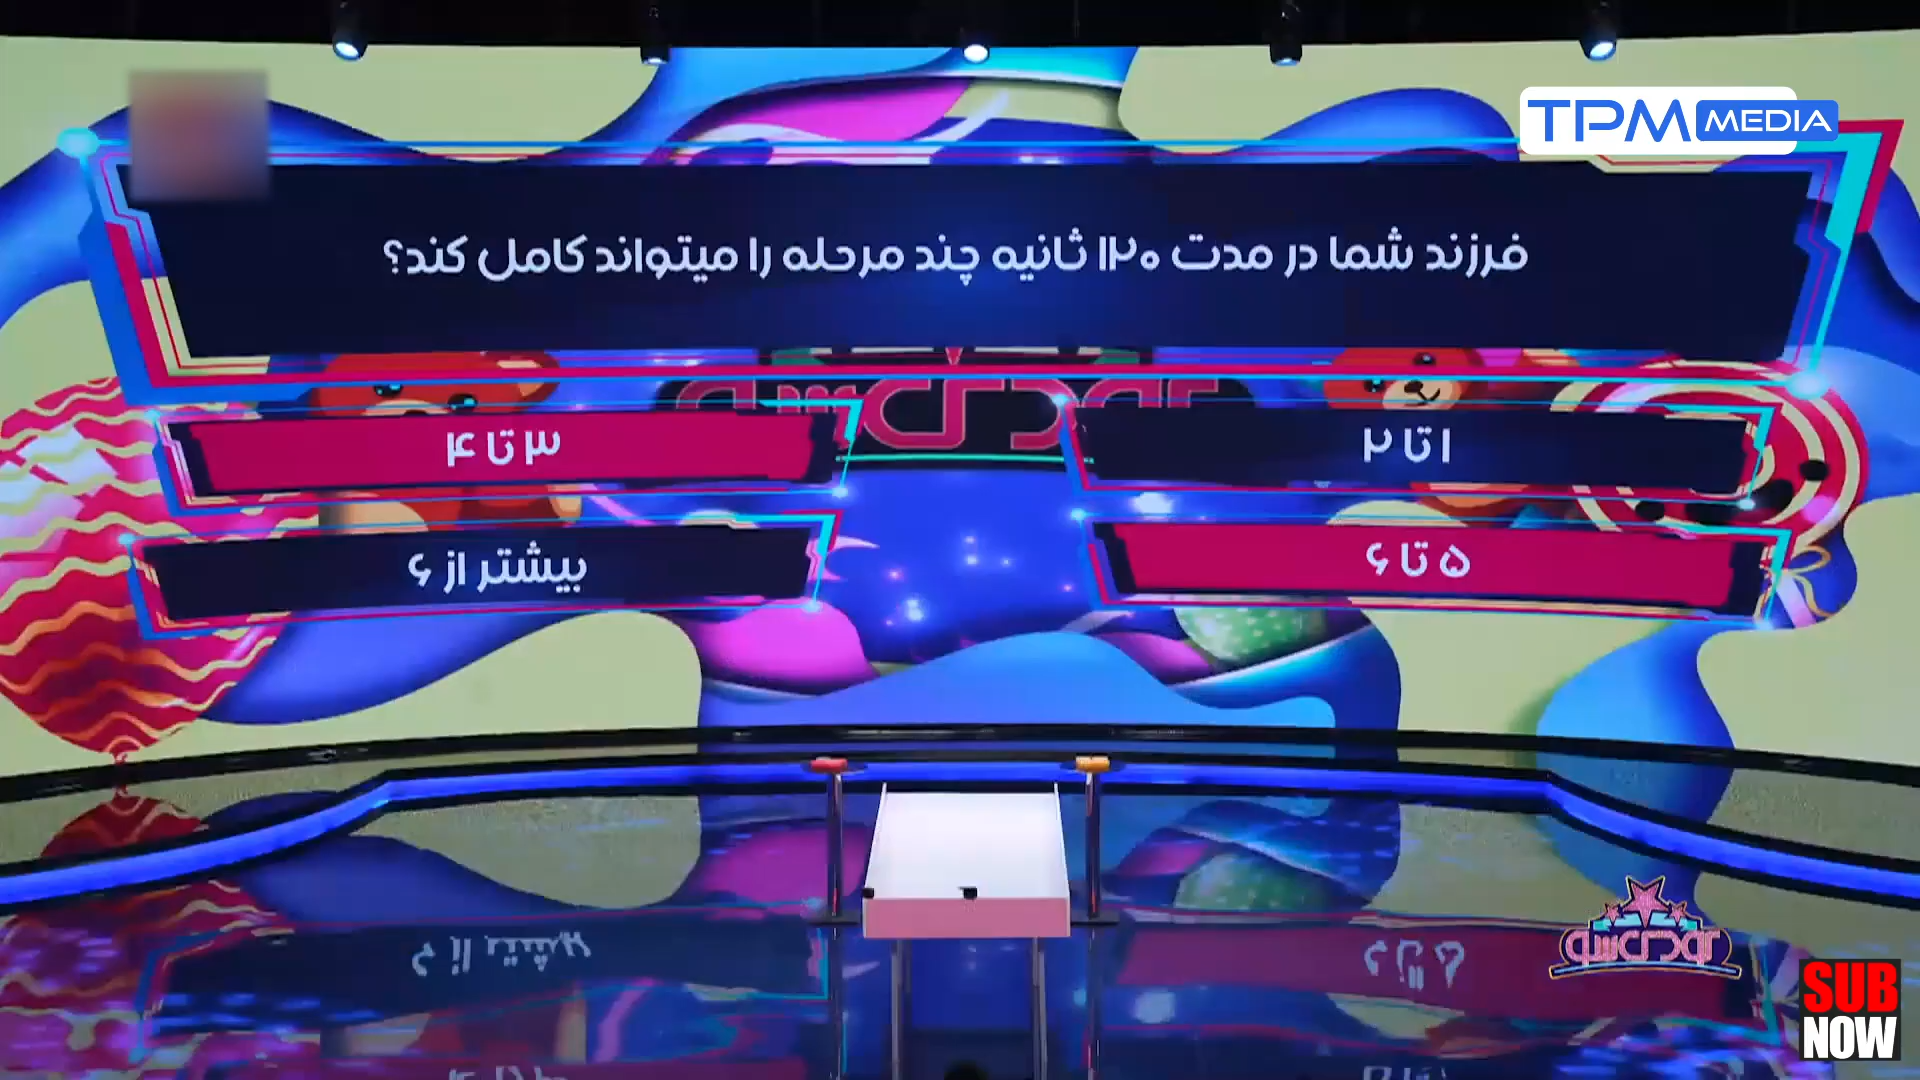 TPM MEDIA
فرزند شما در مدت ۱۲۰ ثانیه چند مرحله را میتواند کامل کند؟
۱ تا ۲
۳ تا ۴
۵ تا ۶
بیشتر از ۶
کودک شو
SUB
NOW